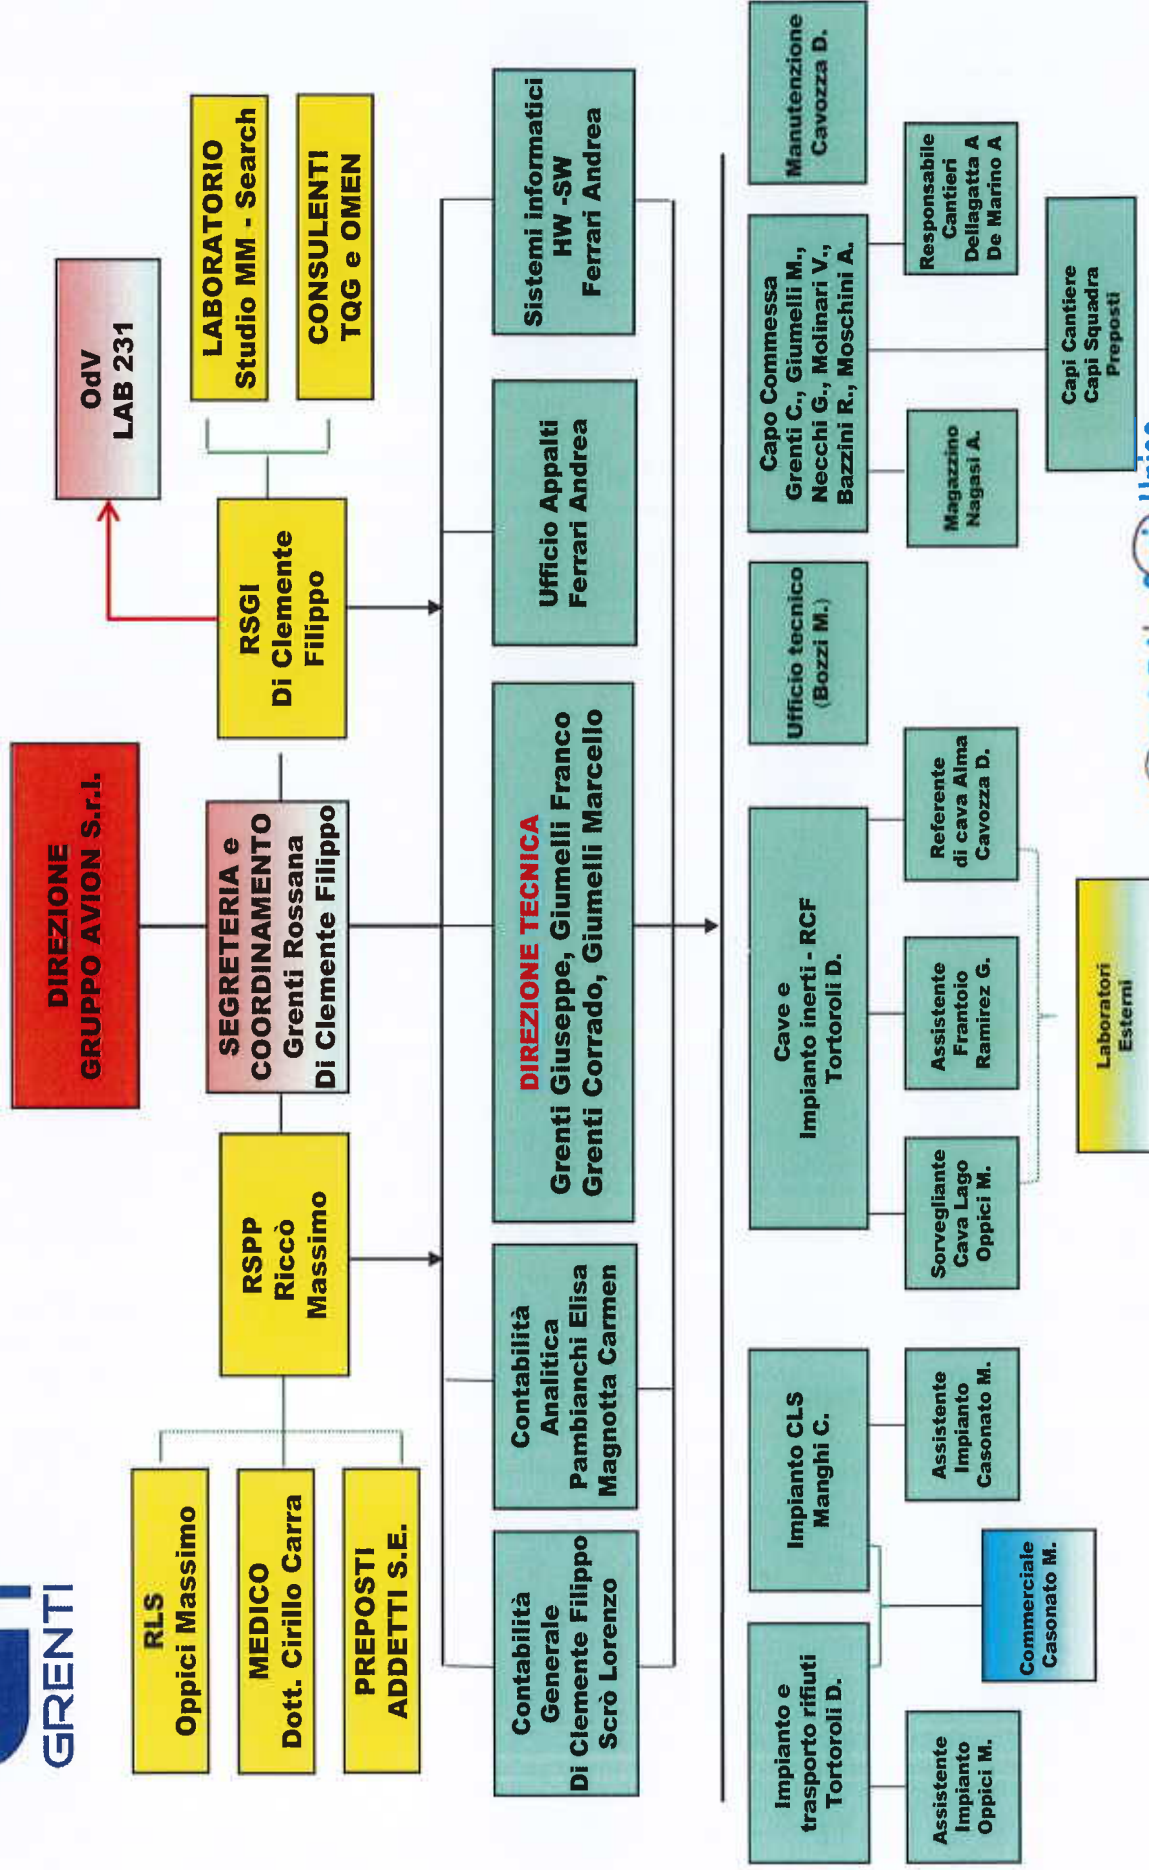 GRENTI
DIREZIONE
GRUPPO AVION S.r.l.
OdV
LAB 231
SEGRETERIA e
COORDINAMENTO
Grenti Rossana
Di Clemente Filippo
RSPP
Riccò
Massimo
RSGI
Di Clemente
Filippo
RLS
Oppici Massimo
MEDICO
Dott. Cirillo Carra
PREPOSTI
ADDETTI S.E.
LABORATORIO
Studio MM - Search
CONSULENTI
TQG e OMEN
Contabilità
Generale
Di Clemente Filippo
Scrò Lorenzo
Contabilità
Analitica
Pambianchi Elisa
Magnotta Carmen
DIREZIONE TECNICA
Grenti Giuseppe, Giumelli Franco
Grenti Corrado, Giumelli Marcello
Ufficio Appalti
Ferrari Andrea
Sistemi informatici
HW -SW
Ferrari Andrea
Impianto e
trasporto rifiuti
Tortoroli D.
Impianto CLS
Manghi C.
Cave e
Impianto inerti - RCF
Tortoroli D.
Ufficio tecnico
(Bozzi M.)
Capo Commessa
Grenti C., Giumelli M.,
Necchi G., Molinari V.,
Bazzini R., Moschini A.
Manutenzione
Cavozza D.
Assistente
Impianto
Oppici M.
Assistente
Impianto
Casonato M.
Sorvegliante
Cava Lago
Oppici M.
Assistente
Frantoio
Ramirez G.
Referente
di cava Alma
Cavozza D.
Magazzino
Nagasi A.
Responsabile
Cantieri
Dellagatta A
De Marino A
Commerciale
Casonato M.
Laboratori
Esterni
Capi Cantiere
Capi Squadra
Preposti